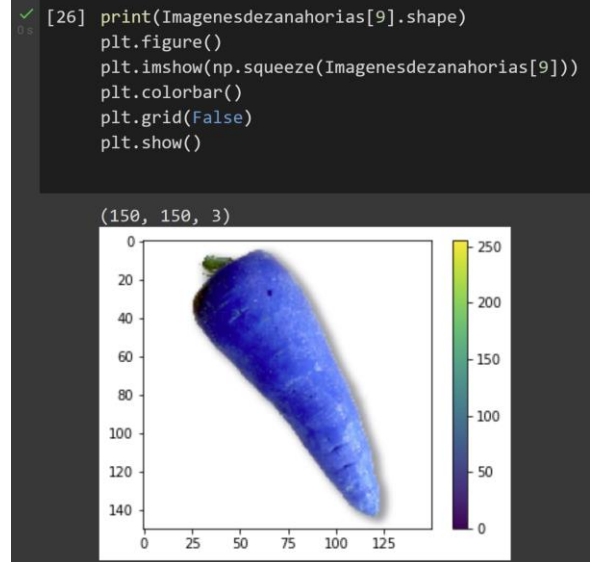 [26] print(Imagenesdezanahorias[9].shape)
0 s
plt.figure()
plt.imshow(np.squeeze(Imagenesdezanahorias[9]))
plt.colorbar()
plt.grid(False)
plt.show()
(150, 150, 3)
0
20
40
60
80
100
120
140
0 25 50 75 100 125
250
200
150
100
50
0